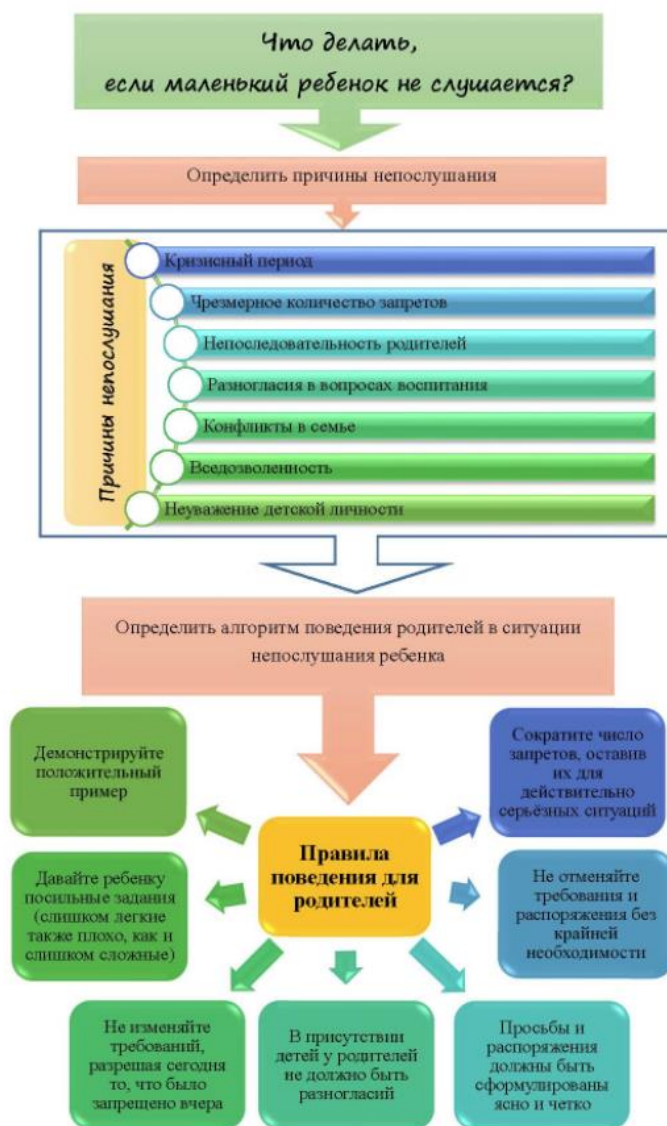 Что делать,
если маленький ребенок не слушается?
Определить причины непослушания
Причины непослушания
Кризисный период
Чрезмерное количество запретов
Непоследовательность родителей
Разногласия в вопросах воспитания
Конфликты в семье
Вседозволенность
Неуважение детской личности
Определить алгоритм поведения родителей в ситуации
непослушания ребенка
Демонстрируйте
положительный
пример
Сократите число
запретов, оставив
их для
действительно
серьёзных ситуаций
Правила
поведения для
родителей
Давайте ребенку
посильные задания
(слишком легкие
также плохо, как и
слишком сложные)
Не отменяйте
требования и
распоряжения без
крайней
необходимости
Не изменяйте
требований,
разрешая сегодня
то, что было
запрещено вчера
В присутствии
детей у родителей
не должно быть
разногласий
Просьбы и
распоряжения
должны быть
сформулированы
ясно и четко